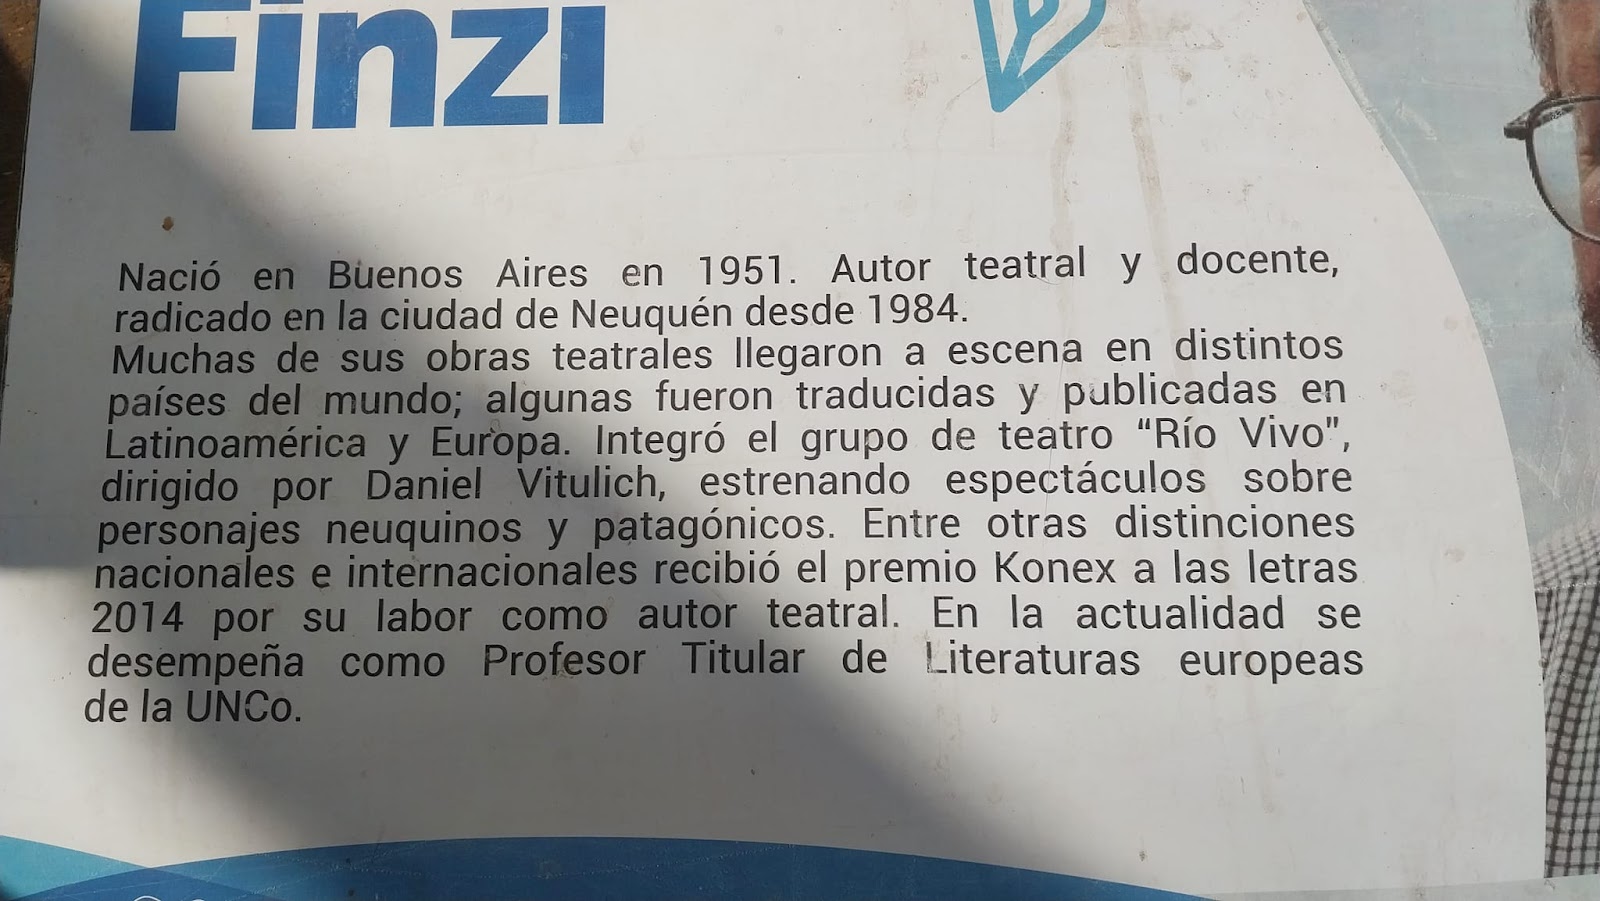 Finzi
Nació en Buenos Aires en 1951. Autor teatral y docente,
radicado en la ciudad de Neuquén desde 1984.
Muchas de sus obras teatrales llegaron a escena en distintos
países del mundo; algunas fueron traducidas y publicadas en
Latinoamérica y Europa. Integró el grupo de teatro “Río Vivo”,
dirigido por Daniel Vitulich, estrenando espectáculos sobre
personajes neuquinos y patagónicos. Entre otras distinciones
nacionales e internacionales recibió el premio Konex a las letras
2014 por su labor como autor teatral. En la actualidad se
desempeña como Profesor Titular de Literaturas europeas
de la UNCo.